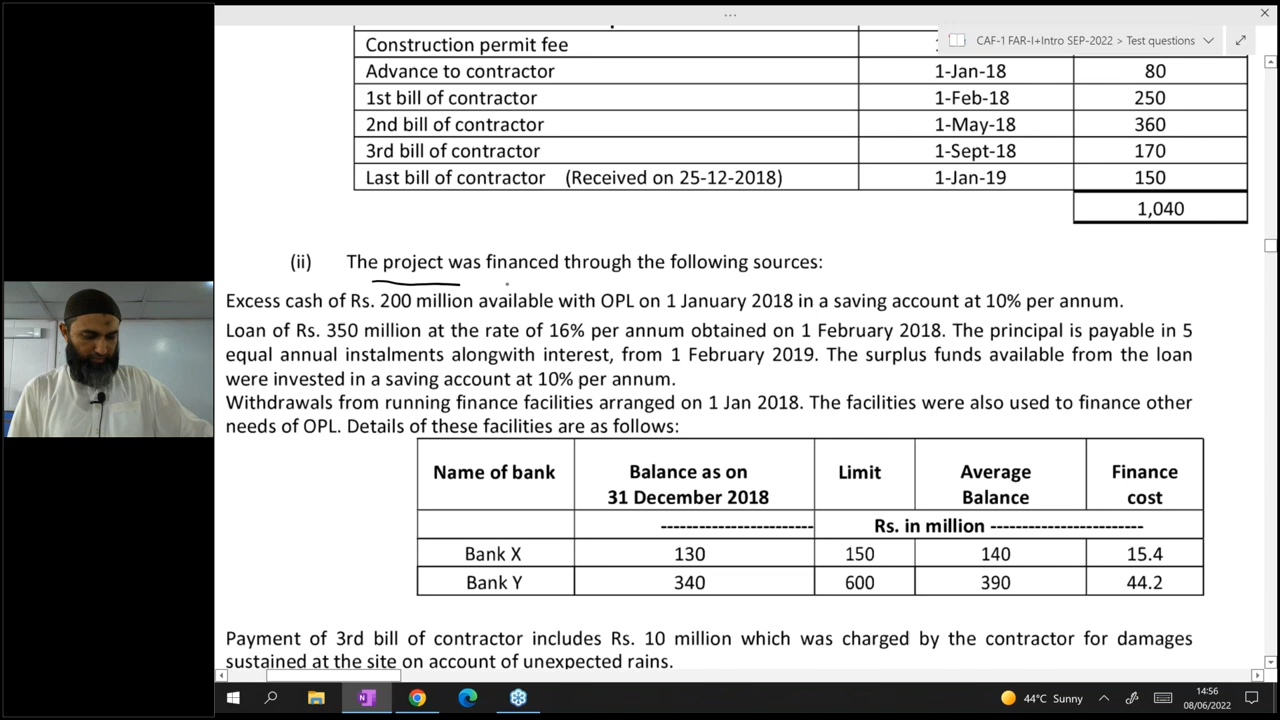 CAF-1 FAR-I+Intro SEP-2022 > Test questions
Construction permit fee
Advance to contractor 1-Jan-18 80
1st bill of contractor 1-Feb-18 250
2nd bill of contractor 1-May-18 360
3rd bill of contractor 1-Sept-18 170
Last bill of contractor (Received on 25-12-2018) 1-Jan-19 150
1,040
(ii) The project was financed through the following sources:
Excess cash of Rs. 200 million available with OPL on 1 January 2018 in a saving account at 10% per annum.
Loan of Rs. 350 million at the rate of 16% per annum obtained on 1 February 2018. The principal is payable in 5
equal annual instalments alongwith interest, from 1 February 2019. The surplus funds available from the loan
were invested in a saving account at 10% per annum.
Withdrawals from running finance facilities arranged on 1 Jan 2018. The facilities were also used to finance other
needs of OPL. Details of these facilities are as follows:
Name of bank Balance as on Limit Average Finance
31 December 2018 Balance cost
------------------------ Rs. in million ------------------------
Bank X 130 150 140 15.4
Bank Y 340 600 390 44.2
Payment of 3rd bill of contractor includes Rs. 10 million which was charged by the contractor for damages
sustained at the site on account of unexpected rains.
44°C Sunny
14:56
08/06/2022